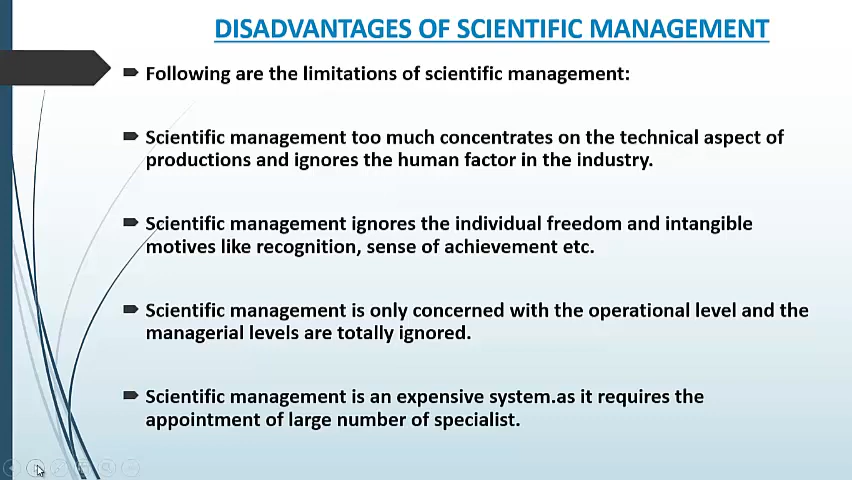 DISADVANTAGES OF SCIENTIFIC MANAGEMENT
Following are the limitations of scientific management:
Scientific management too much concentrates on the technical aspect of
productions and ignores the human factor in the industry.
Scientific management ignores the individual freedom and intangible
motives like recognition, sense of achievement etc.
Scientific management is only concerned with the operational level and the
managerial levels are totally ignored.
Scientific management is an expensive system.as it requires the
appointment of large number of specialist.